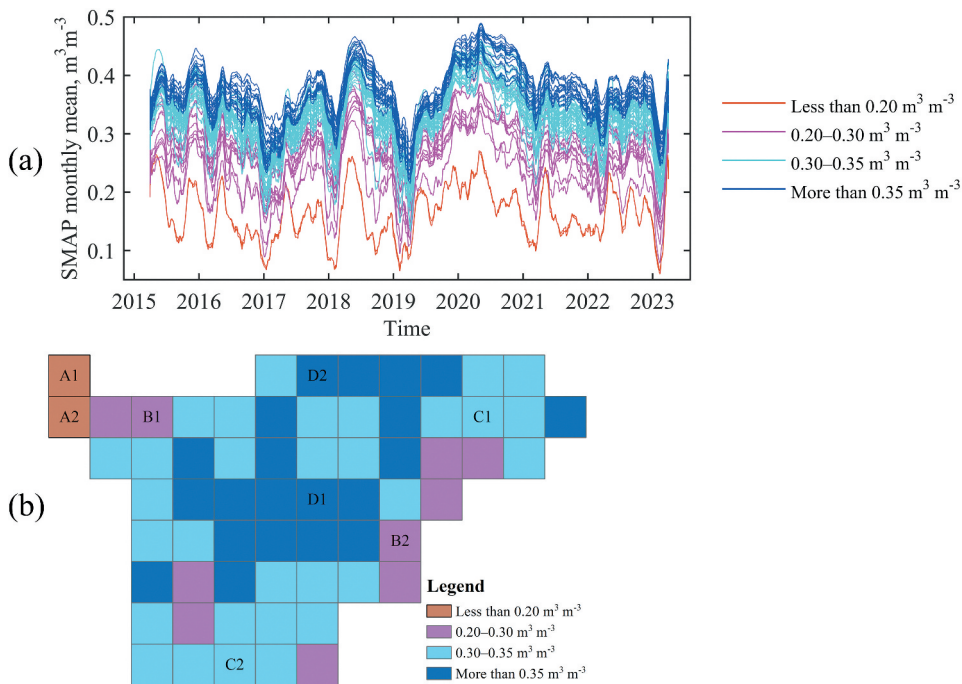 (a)
SMAP monthly mean, m³ m⁻³
0.5
0.4
0.3
0.2
0.1
2015 2016 2017 2018 2019 2020 2021 2022 2023
Time
Less than 0.20 m³ m⁻³
0.20–0.30 m³ m⁻³
0.30–0.35 m³ m⁻³
More than 0.35 m³ m⁻³
(b)
A1 D2
A2 B1 C1
D1
B2
C2
Legend
Less than 0.20 m³ m⁻³
0.20–0.30 m³ m⁻³
0.30–0.35 m³ m⁻³
More than 0.35 m³ m⁻³